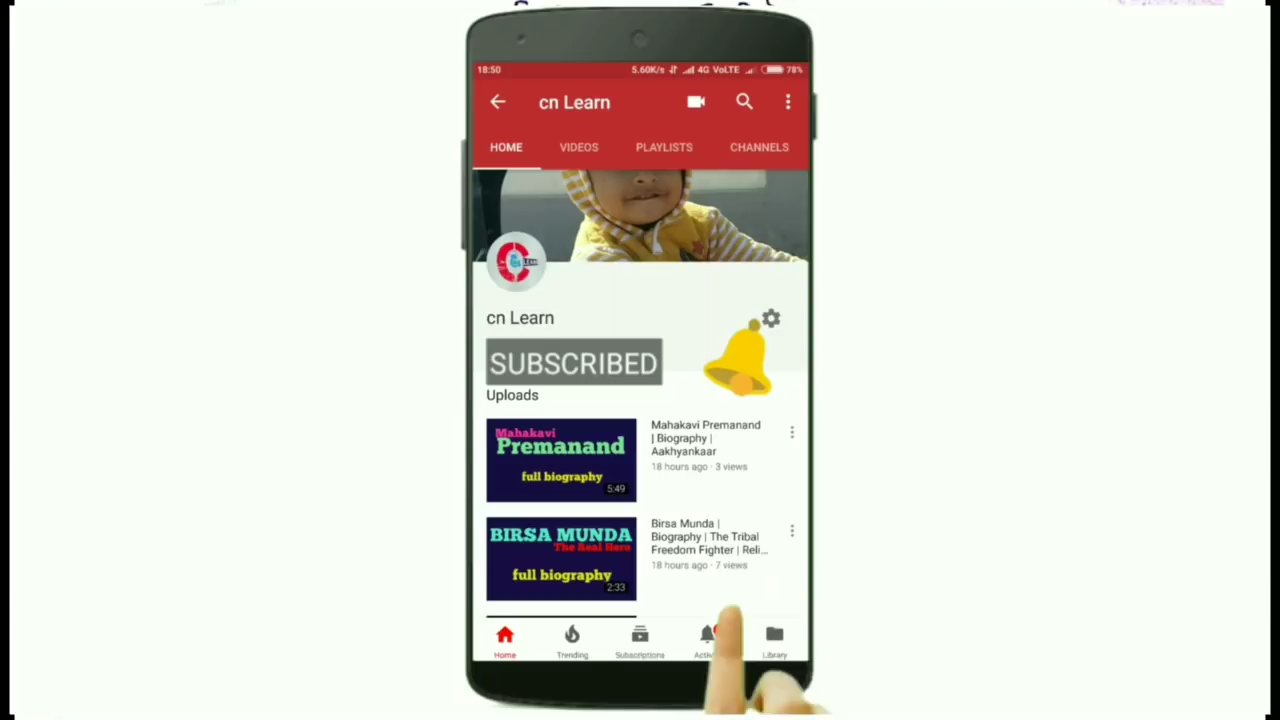 18:50 5.60K/s 4G VoLTE 78%
cn Learn
HOME VIDEOS PLAYLISTS CHANNELS
LEAN
cn Learn
SUBSCRIBED
Uploads
Mahakavi
Premanand
full biography
5:49
Mahakavi Premanand
| Biography |
Aakhyankaar
18 hours ago · 3 views
BIRSA MUNDA
The Real Hero
full biography
2:33
Birsa Munda |
Biography | The Tribal
Freedom Fighter | Reli...
18 hours ago · 7 views
Home Trending Subscriptions Library